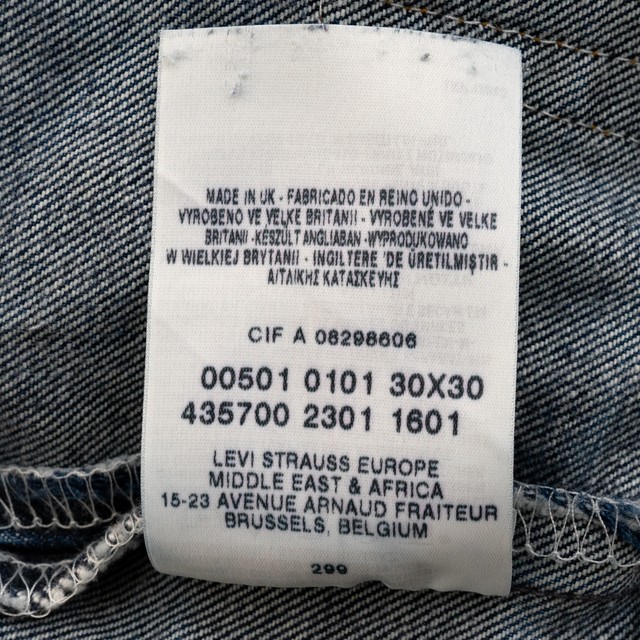 MADE IN UK - FABRICADO EN REINO UNIDO -
VYROBENO VE VELKE BRITANII - VYROBENÉ VE VELKE
BRITANII - KESZULT ANGLIABAN - WYPRODUKOWANO
W WIELKIEJ BRYTANII - INGILTERE 'DE ÜRETILMIŞTIR -
ΑΓΓΛΙΚΗΣ ΚΑΤΑΣΚΕΥΗΣ
CIF A 08298606
00501 0101 30X30
435700 2301 1601
LEVI STRAUSS EUROPE
MIDDLE EAST & AFRICA
15-23 AVENUE ARNAUD FRAITEUR
BRUSSELS, BELGIUM
299